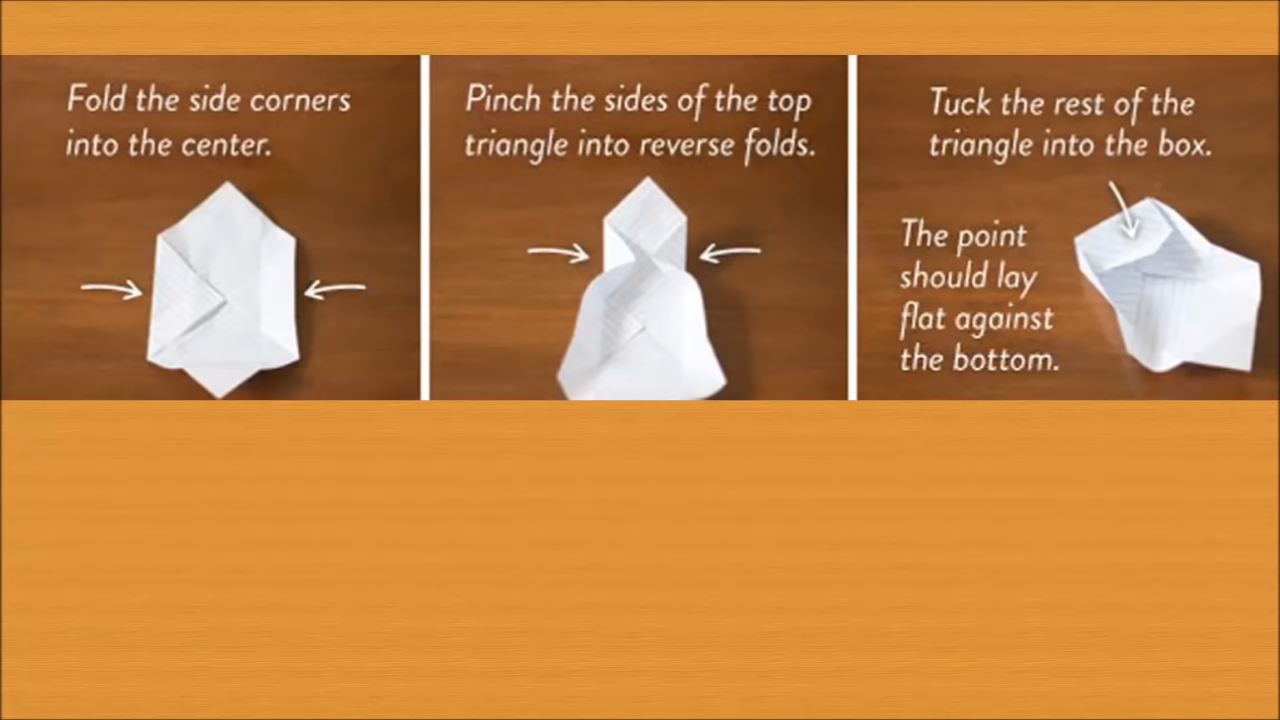 Fold the side corners
into the center.
Pinch the sides of the top
triangle into reverse folds.
Tuck the rest of the
triangle into the box.
The point
should lay
flat against
the bottom.